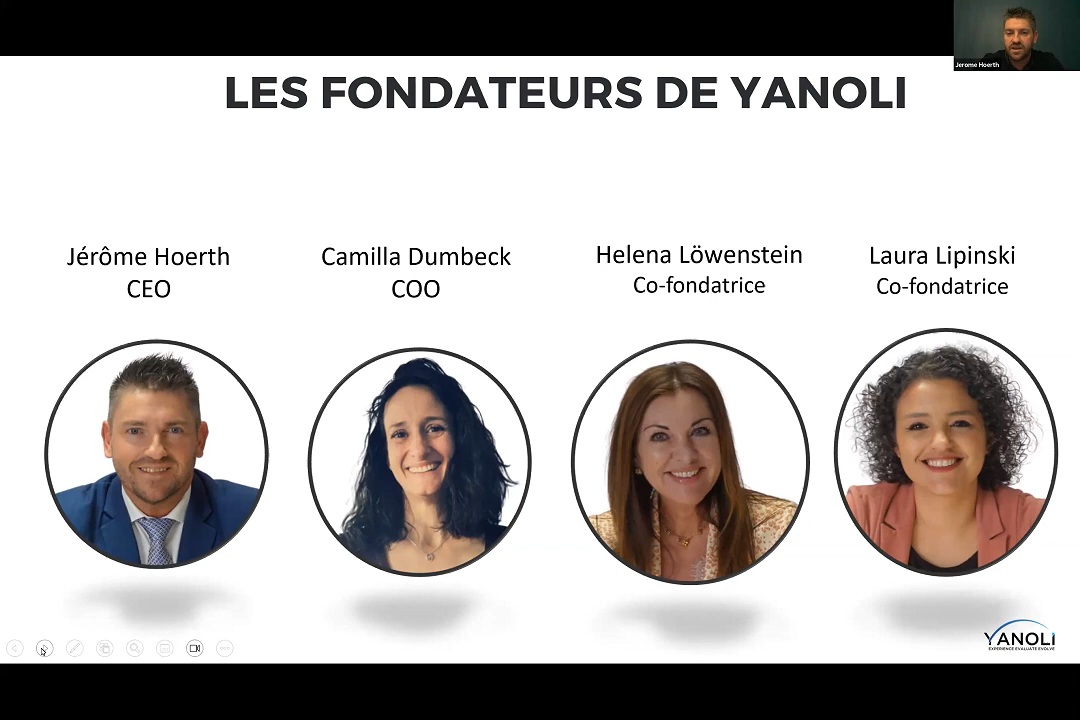 Jerome Hoerth
LES FONDATEURS DE YANOLI
Jérôme Hoerth
CEO
Camilla Dumbeck
COO
Helena Löwenstein
Co-fondatrice
Laura Lipinski
Co-fondatrice
YANOLI
EXPERIENCE EVALUATE EVOLVE